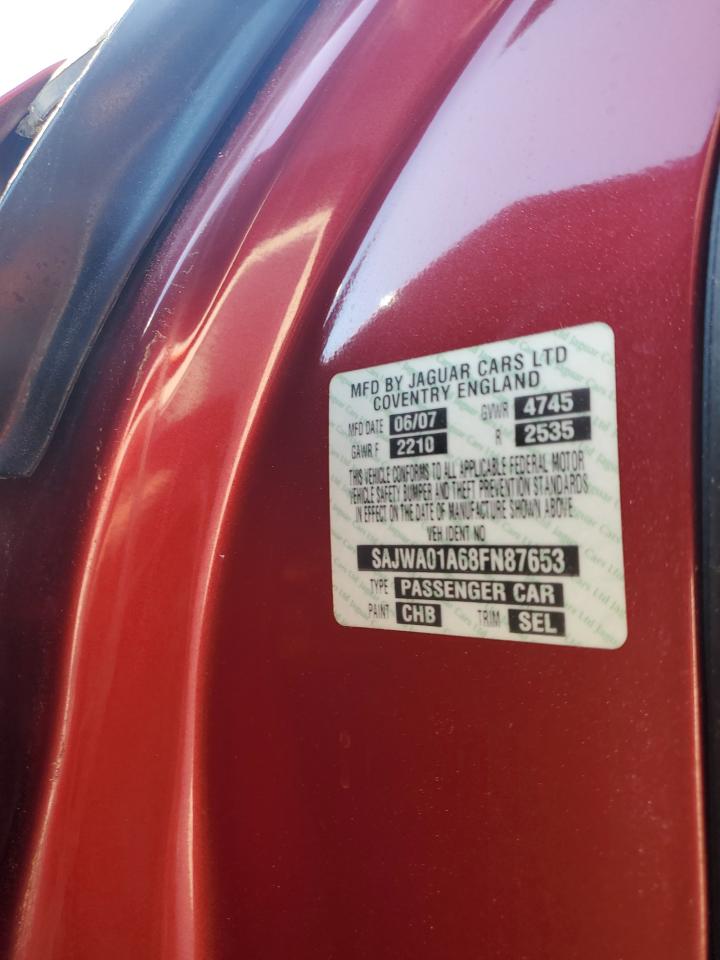 MFD BY JAGUAR CARS LTD
COVENTRY ENGLAND
MFD DATE 06/07 GVWR 4745
GAWR F 2210 R 2535
THIS VEHICLE CONFORMS TO ALL APPLICABLE FEDERAL MOTOR
VEHICLE SAFETY BUMPER AND THEFT PREVENTION STANDARDS
IN EFFECT ON THE DATE OF MANUFACTURE SHOWN ABOVE
VEH IDENT NO
SAJWA01A68FN87653
TYPE PASSENGER CAR
PAINT CHB TRIM SEL